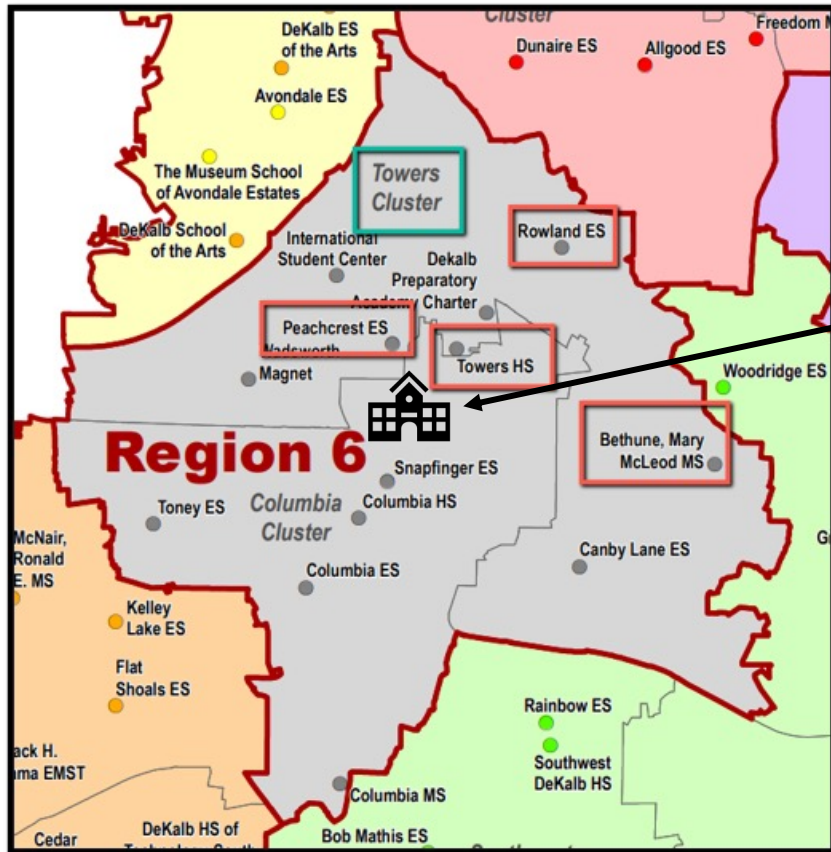 Cluster
Freedom M
DeKalb ES
of the Arts
Dunaire ES
Allgood ES
Avondale ES
The Museum School
of Avondale Estates
Towers
Cluster
DeKalb School
of the Arts
Rowland ES
International
Student Center
Dekalb
Preparatory
Academy Charter
Peachcrest ES
Wadsworth
Magnet
Towers HS
Woodridge ES
Region 6
Bethune, Mary
McLeod MS
Snapfinger ES
Columbia HS
Toney ES
Columbia
Cluster
McNair,
Ronald
E. MS
Canby Lane ES
Columbia ES
Kelley
Lake ES
Flat
Shoals ES
Rainbow ES
Southwest
DeKalb HS
ack H.
ma EMST
Columbia MS
Cedar
DeKalb HS of
Bob Mathis ES